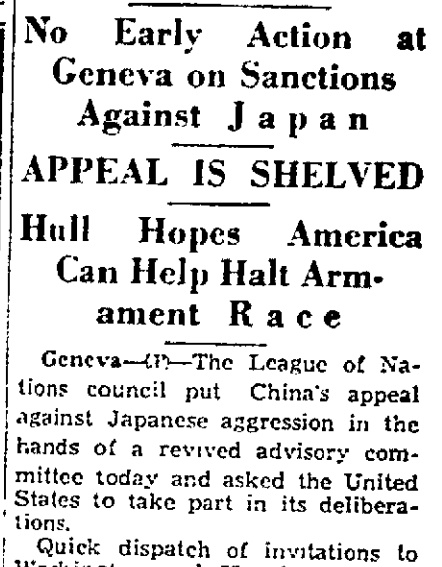 No Early Action at
Geneva on Sanctions
Against Japan
APPEAL IS SHELVED
Hull Hopes America
Can Help Halt Arm-
ament Race
Geneva—(P)—The League of Na-
tions council put China's appeal
against Japanese aggression in the
hands of a revived advisory com-
mittee today and asked the United
States to take part in its delibera-
tions.
Quick dispatch of invitations to